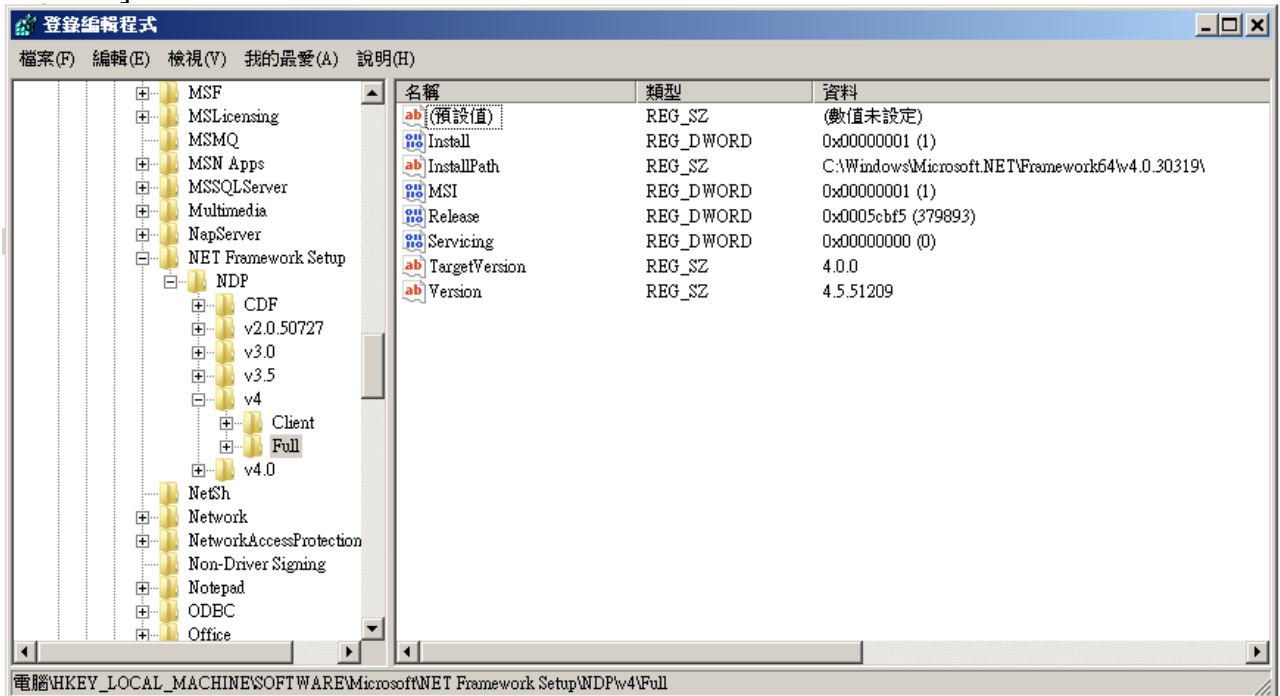 登錄編輯程式
檔案(F) 編輯(E) 檢視(V) 我的最愛(A) 說明(H)
MSF
MSLicensing
MSMQ
MSN Apps
MSSQLServer
Multimedia
NapServer
NET Framework Setup
NDP
CDF
v2.0.50727
v3.0
v3.5
v4
Client
Full
v4.0
NetSh
Network
NetworkAccessProtection
Non-Driver Signing
Notepad
ODBC
Office
名稱 類型 資料
(預設值) REG_SZ (數值未設定)
Install REG_DWORD 0x00000001 (1)
InstallPath REG_SZ C:\Windows\Microsoft.NET\Framework64\v4.0.30319\
MSI REG_DWORD 0x00000001 (1)
Release REG_DWORD 0x0005cbf5 (379893)
Servicing REG_DWORD 0x00000000 (0)
TargetVersion REG_SZ 4.0.0
Version REG_SZ 4.5.51209
電腦\HKEY_LOCAL_MACHINE\SOFTWARE\Microsoft\NET Framework Setup\NDP\v4\Full